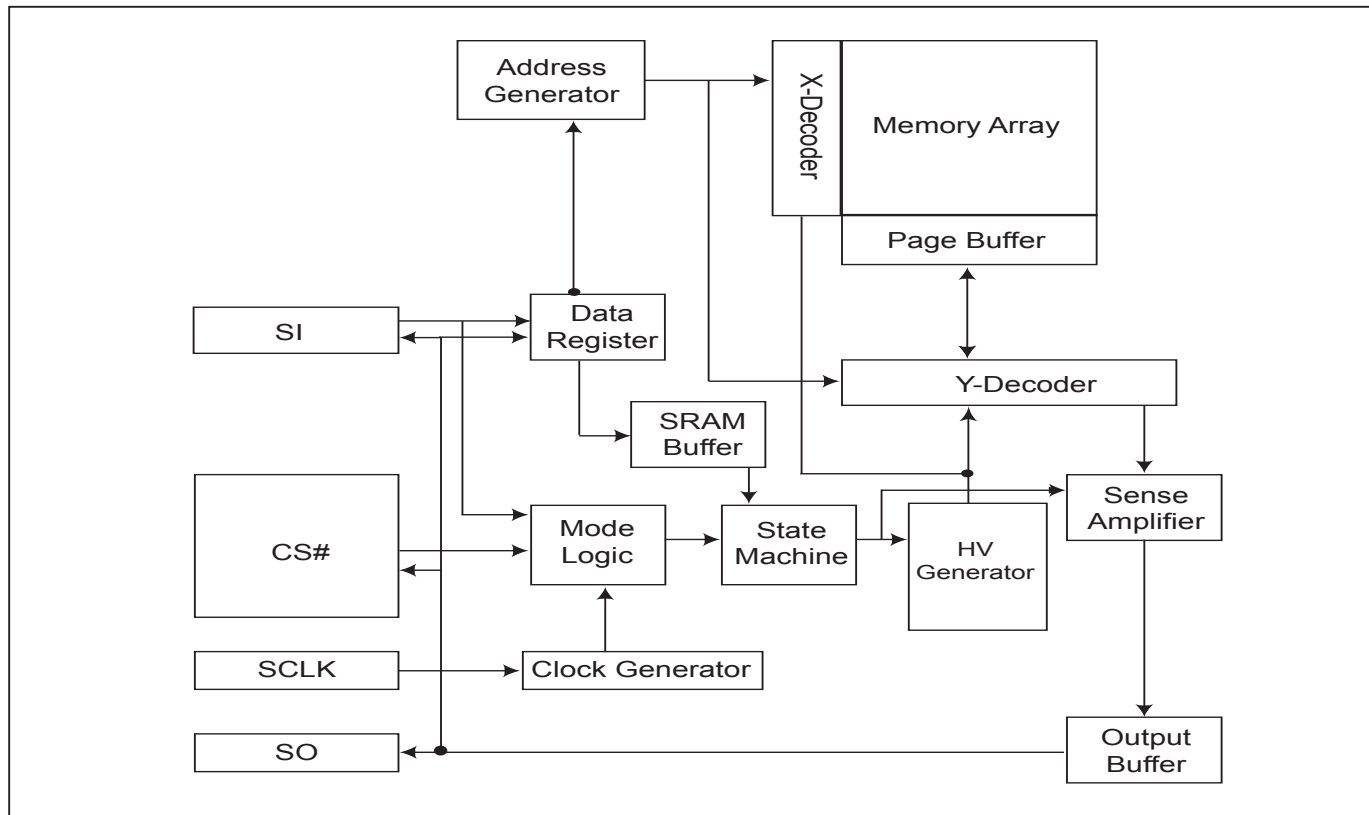 Address
Generator
X-Decoder
Memory Array
Page Buffer
SI
Data
Register
Y-Decoder
SRAM
Buffer
CS#
Mode
Logic
State
Machine
HV
Generator
Sense
Amplifier
SCLK
Clock Generator
SO
Output
Buffer